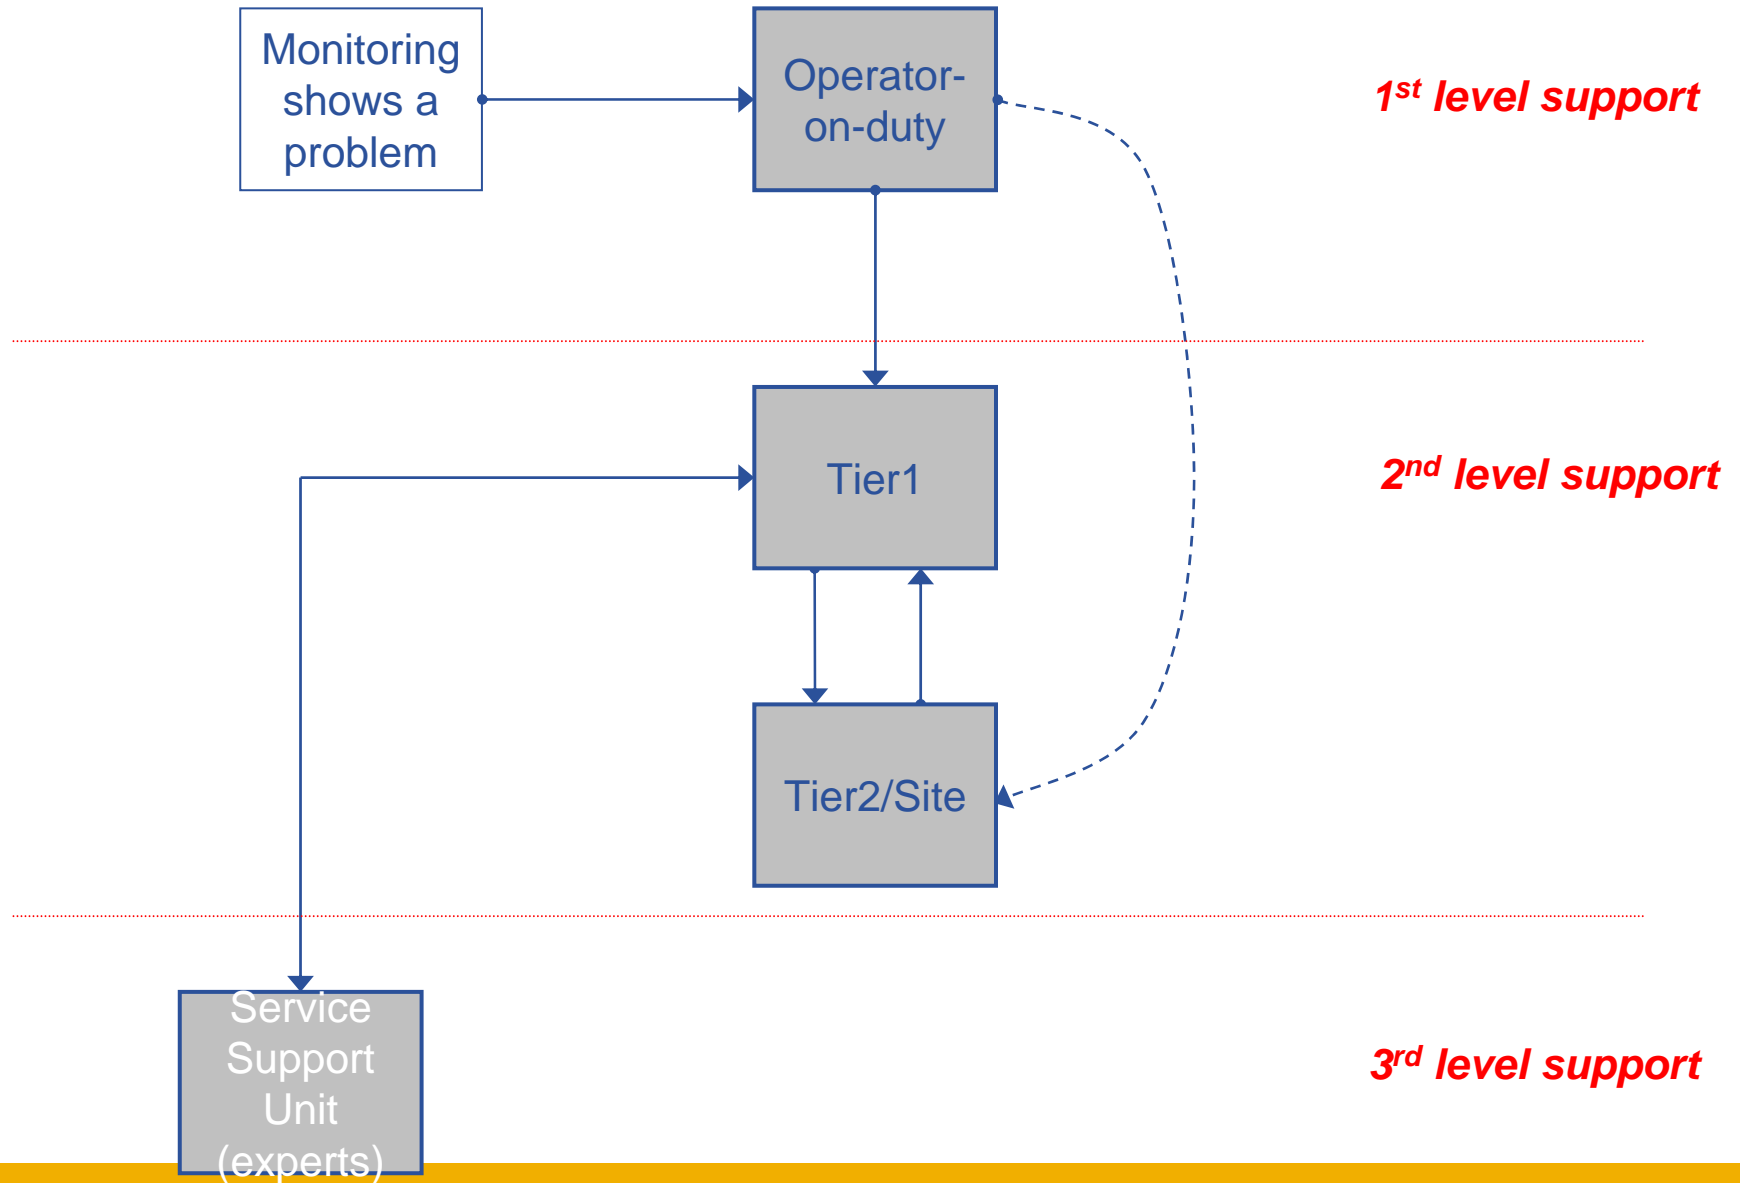 Monitoring
shows a
problem
Operator-
on-duty
1st level support
Tier1
2nd level support
Tier2/Site
Service
Support
Unit
(experts)
3rd level support